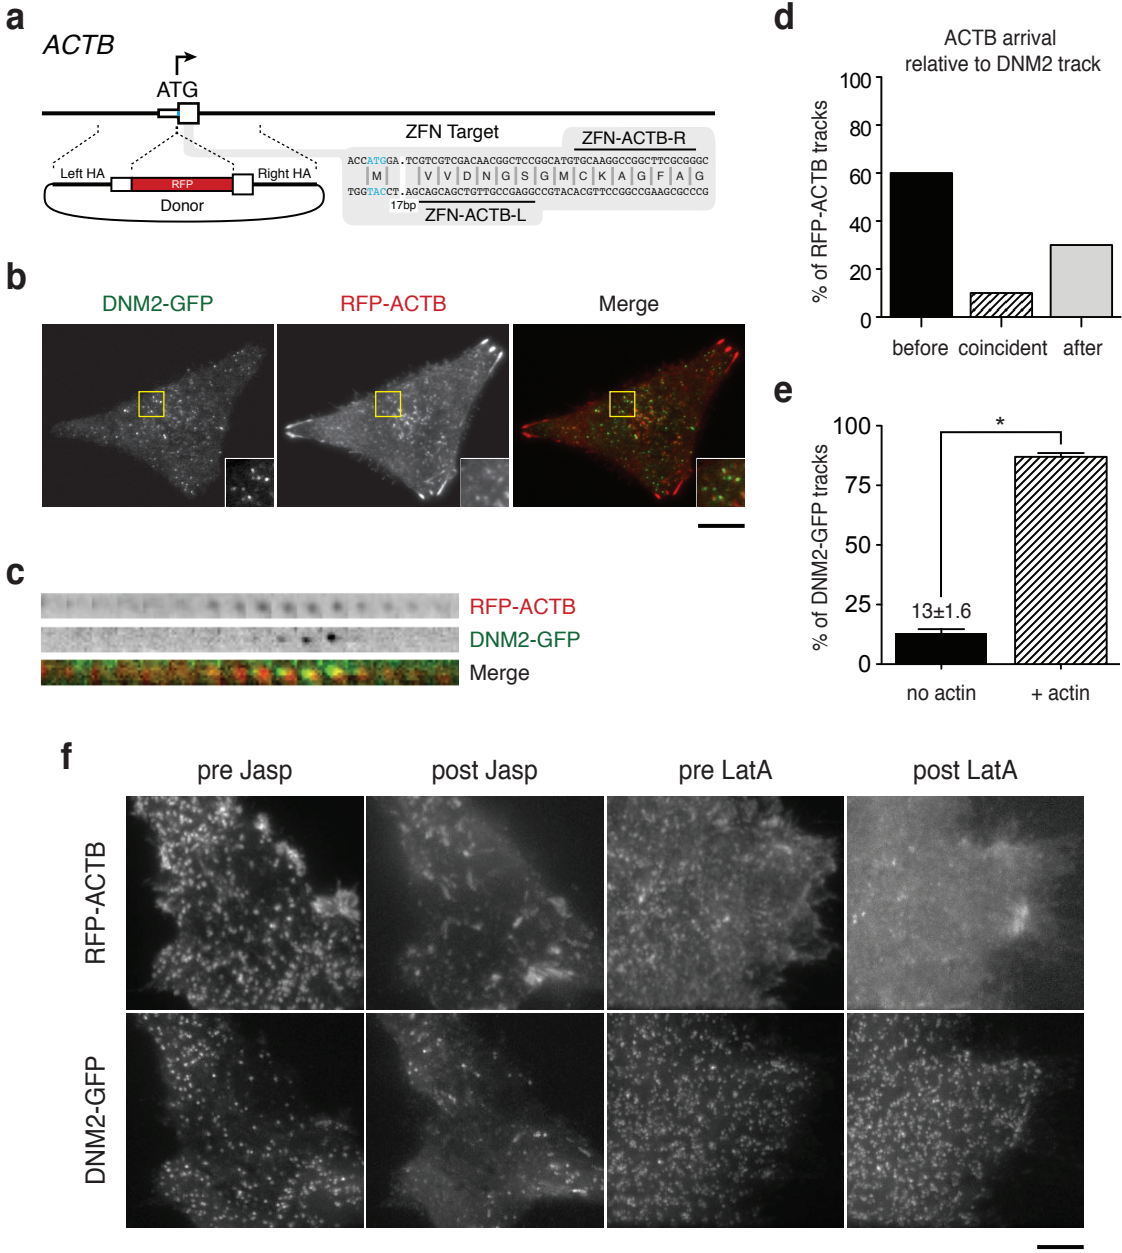 a
ACTB
ATG
ZFN Target
ZFN-ACTB-R
ACCATGGA.TCGTCGTCGACAACGGCTCCGGCATGTGCAAGGCCGGCTTCGCGGGC
M V V D N G S G M C K A G F A G
TGGTACCT.AGCAGCAGCTGTTGCCGAGGCCGTACACGTTCCGGCCGAAGCGCCCG
17bp
ZFN-ACTB-L
Left HA
RFP
Right HA
Donor
b
DNM2-GFP
RFP-ACTB
Merge
c
RFP-ACTB
DNM2-GFP
Merge
d
ACTB arrival
relative to DNM2 track
% of RFP-ACTB tracks
100
80
60
40
20
0
before coincident after
e
% of DNM2-GFP tracks
100
75
50
25
0
*
13±1.6
no actin
+ actin
f
pre Jasp
post Jasp
pre LatA
post LatA
RFP-ACTB
DNM2-GFP